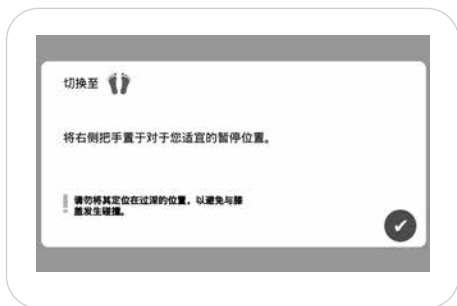 切换至
将右侧把手置于对于您适宜的暂停位置。
请勿将其定位在过深的位置，以避免与膝
盖发生碰撞。